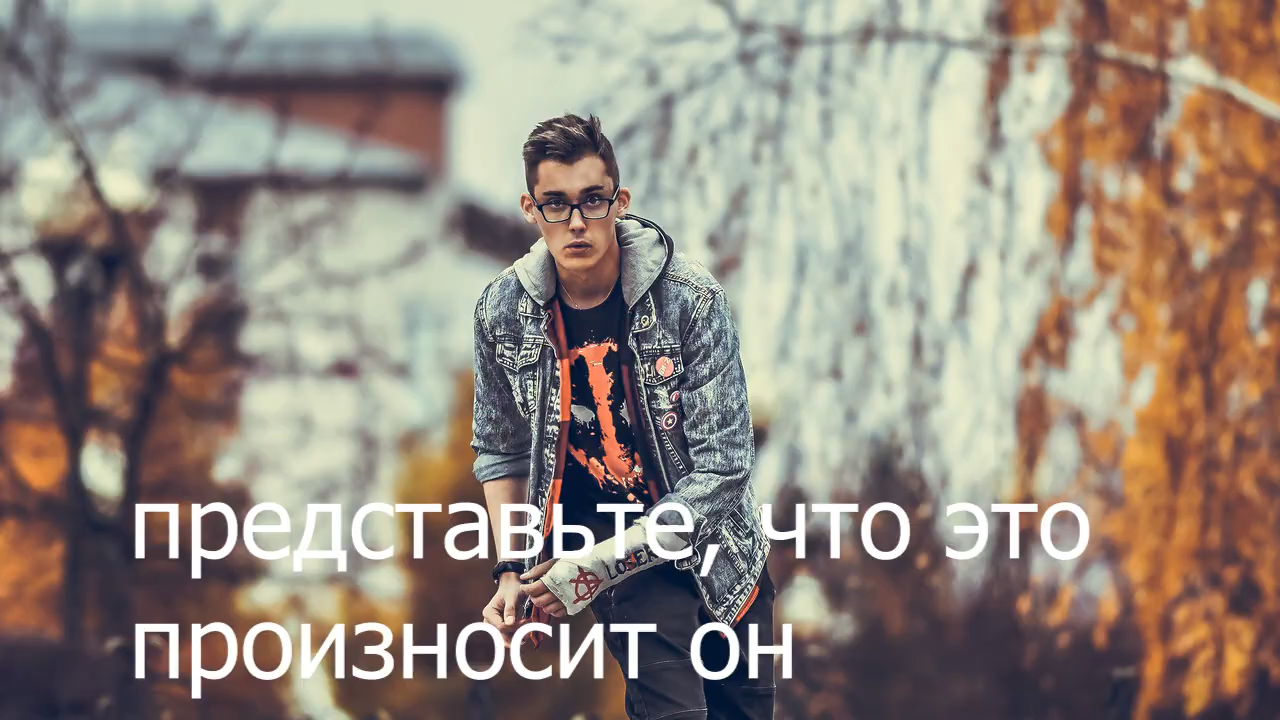 представьте, что это
произносит он